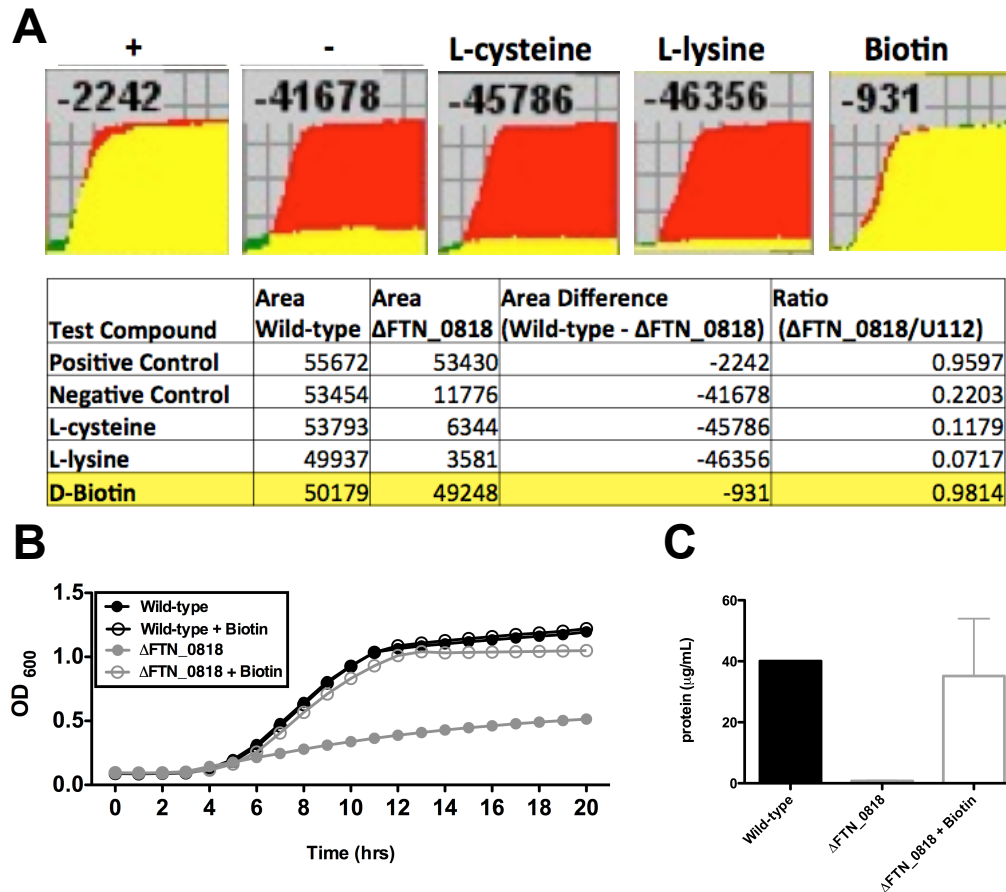 A
+ - L-cysteine L-lysine Biotin
-2242 -41678 -45786 -46356 -931
Test Compound Area Wild-type Area ΔFTN_0818 Area Difference (Wild-type - ΔFTN_0818) Ratio (ΔFTN_0818/U112)
Positive Control 55672 53430 -2242 0.9597
Negative Control 53454 11776 -41678 0.2203
L-cysteine 53793 6344 -45786 0.1179
L-lysine 49937 3581 -46356 0.0717
D-Biotin 50179 49248 -931 0.9814
B
1.5
1.0
0.5
0.0
OD 600
Wild-type
Wild-type + Biotin
ΔFTN_0818
ΔFTN_0818 + Biotin
0 2 4 6 8 10 12 14 16 18 20
Time (hrs)
C
60
40
20
0
protein (μg/mL)
Wild-type
ΔFTN_0818
ΔFTN_0818 + Biotin